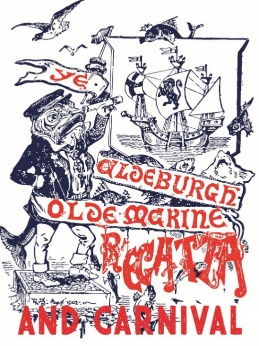 YE
ALDEBURGH
OLDE MARINE
REGATTA
AND CARNIVAL